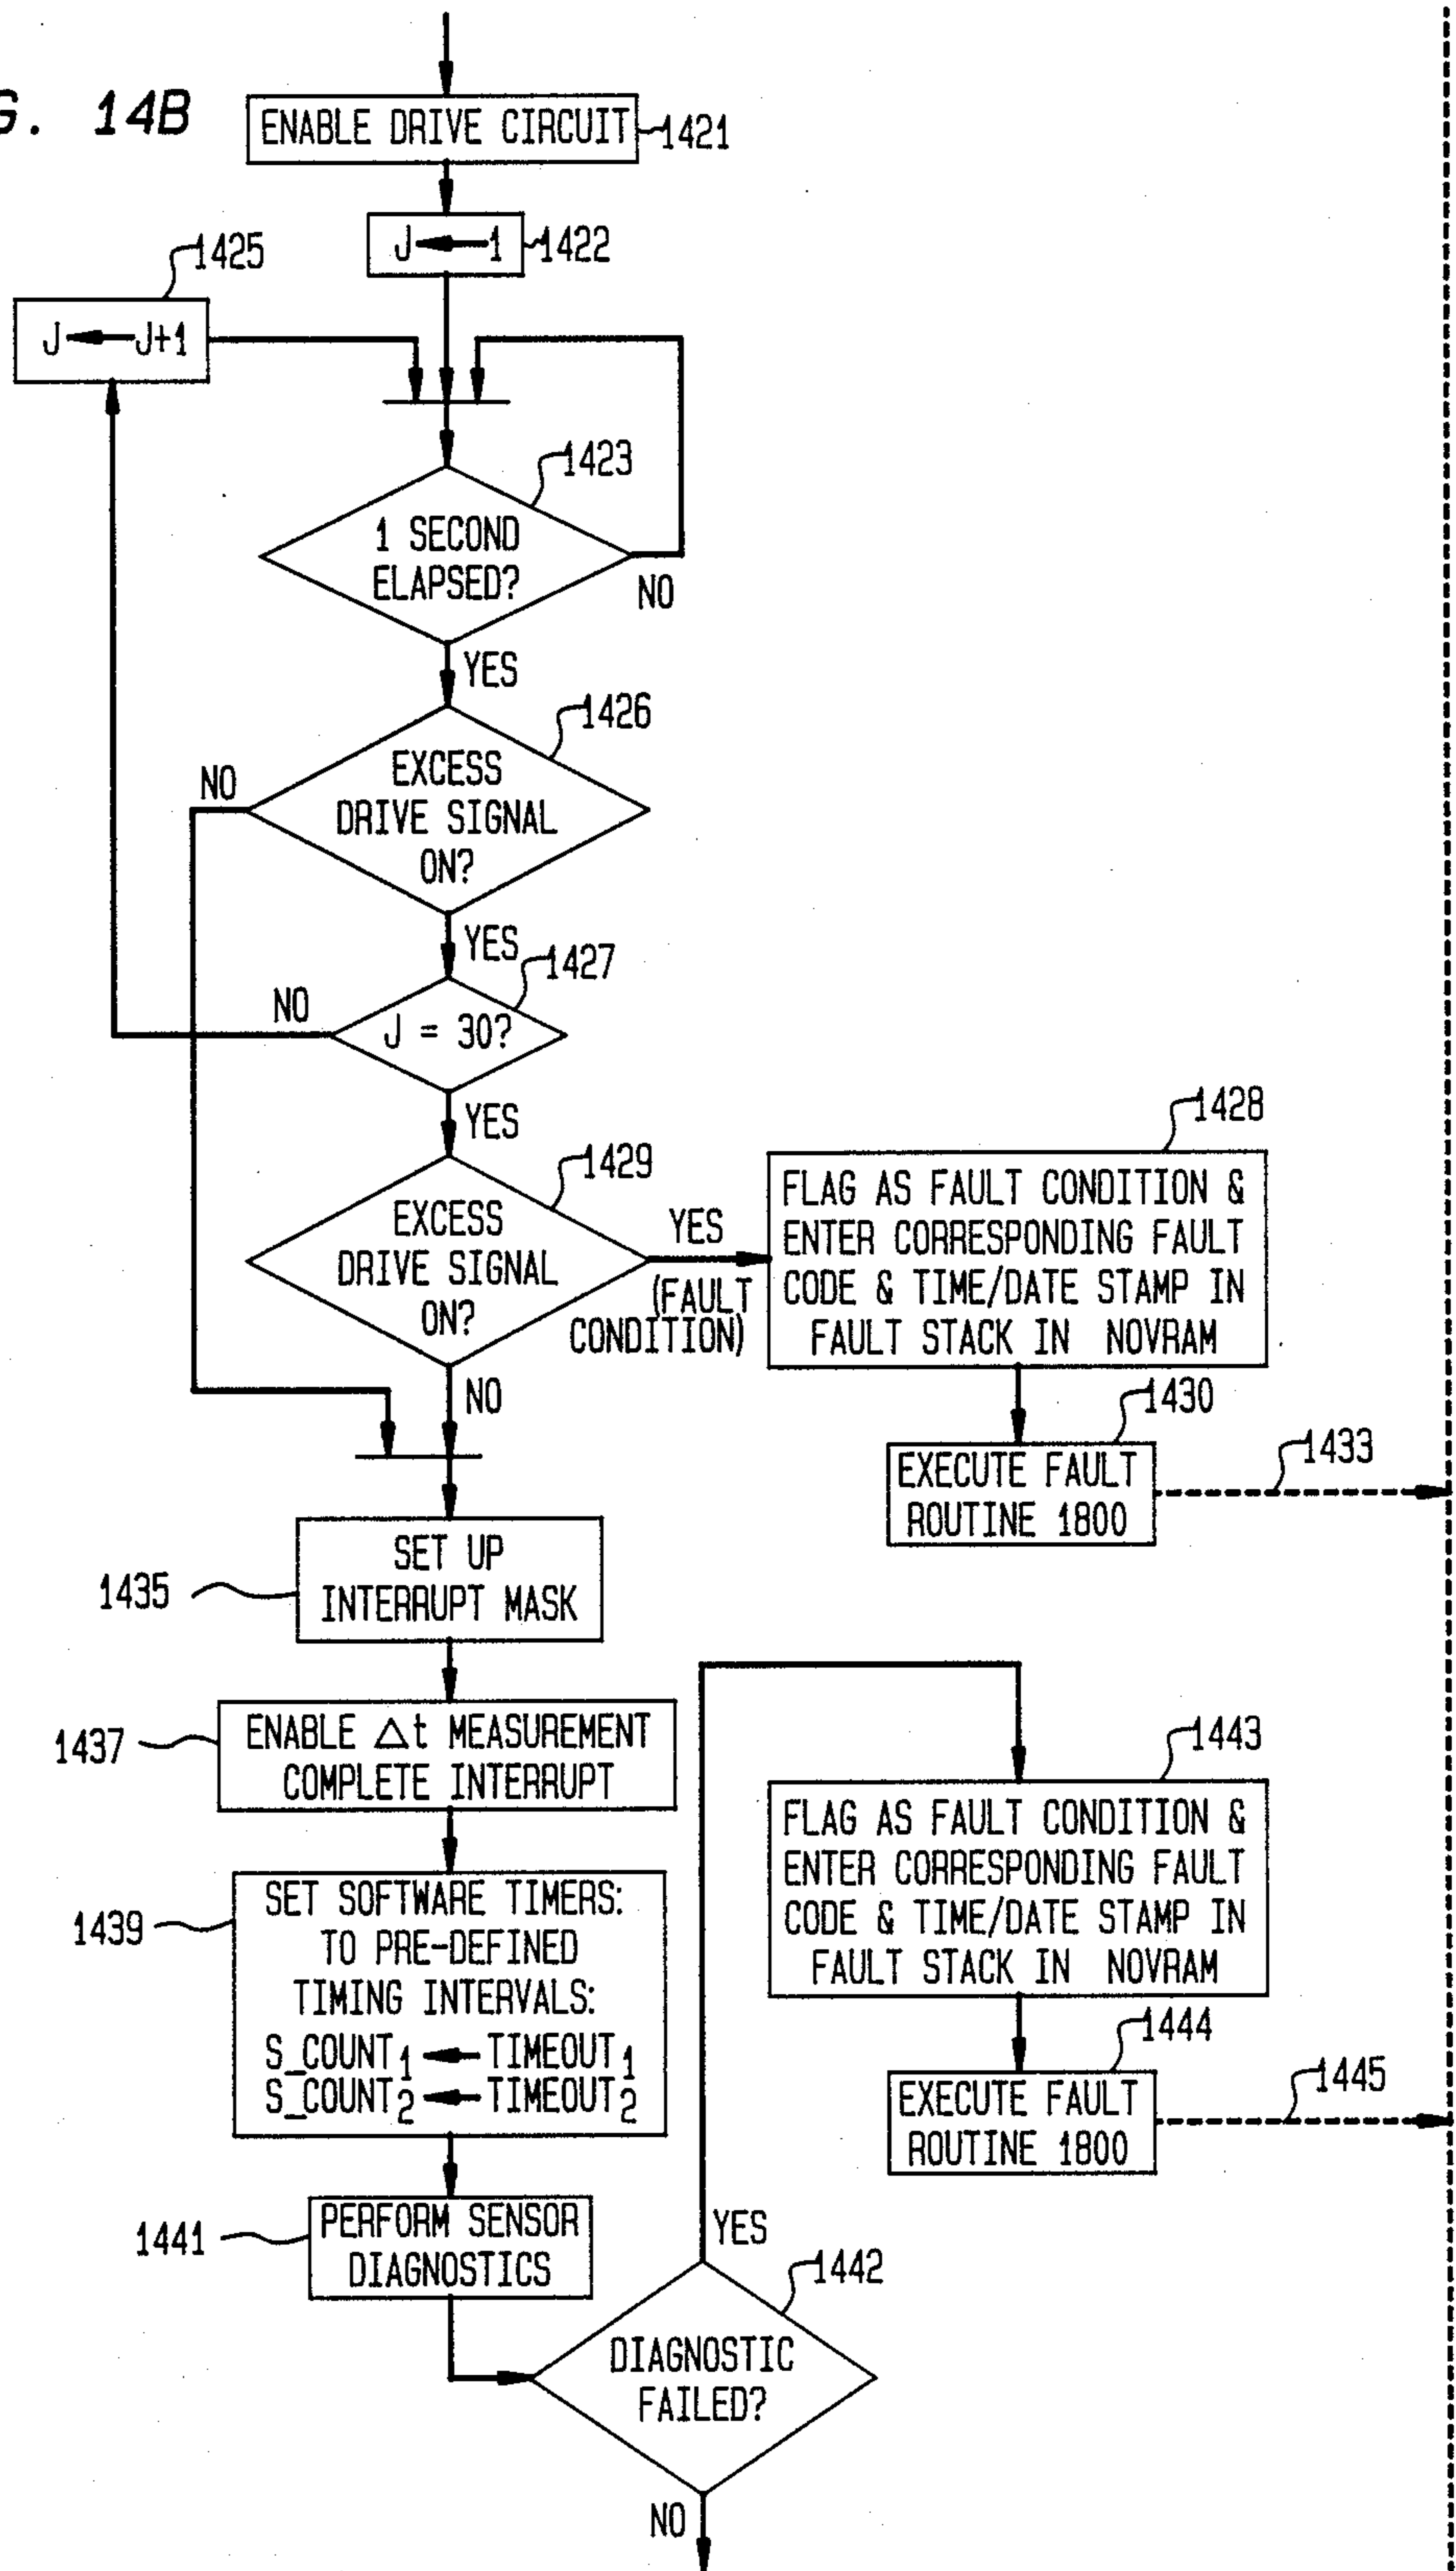 G. 14B
ENABLE DRIVE CIRCUIT
1421
J ← 1
1422
1425
J ← J+1
1423
1 SECOND
ELAPSED?
NO
YES
1426
EXCESS
DRIVE SIGNAL
ON?
NO
YES
1427
J = 30?
NO
YES
1429
EXCESS
DRIVE SIGNAL
ON?
YES
(FAULT
CONDITION)
NO
1428
FLAG AS FAULT CONDITION &
ENTER CORRESPONDING FAULT
CODE & TIME/DATE STAMP IN
FAULT STACK IN NOVRAM
1430
EXECUTE FAULT
ROUTINE 1800
1433
1435
SET UP
INTERRUPT MASK
1437
ENABLE Δt MEASUREMENT
COMPLETE INTERRUPT
1439
SET SOFTWARE TIMERS:
TO PRE-DEFINED
TIMING INTERVALS:
S_COUNT₁ ← TIMEOUT₁
S_COUNT₂ ← TIMEOUT₂
1441
PERFORM SENSOR
DIAGNOSTICS
1442
DIAGNOSTIC
FAILED?
YES
NO
1443
FLAG AS FAULT CONDITION &
ENTER CORRESPONDING FAULT
CODE & TIME/DATE STAMP IN
FAULT STACK IN NOVRAM
1444
EXECUTE FAULT
ROUTINE 1800
1445